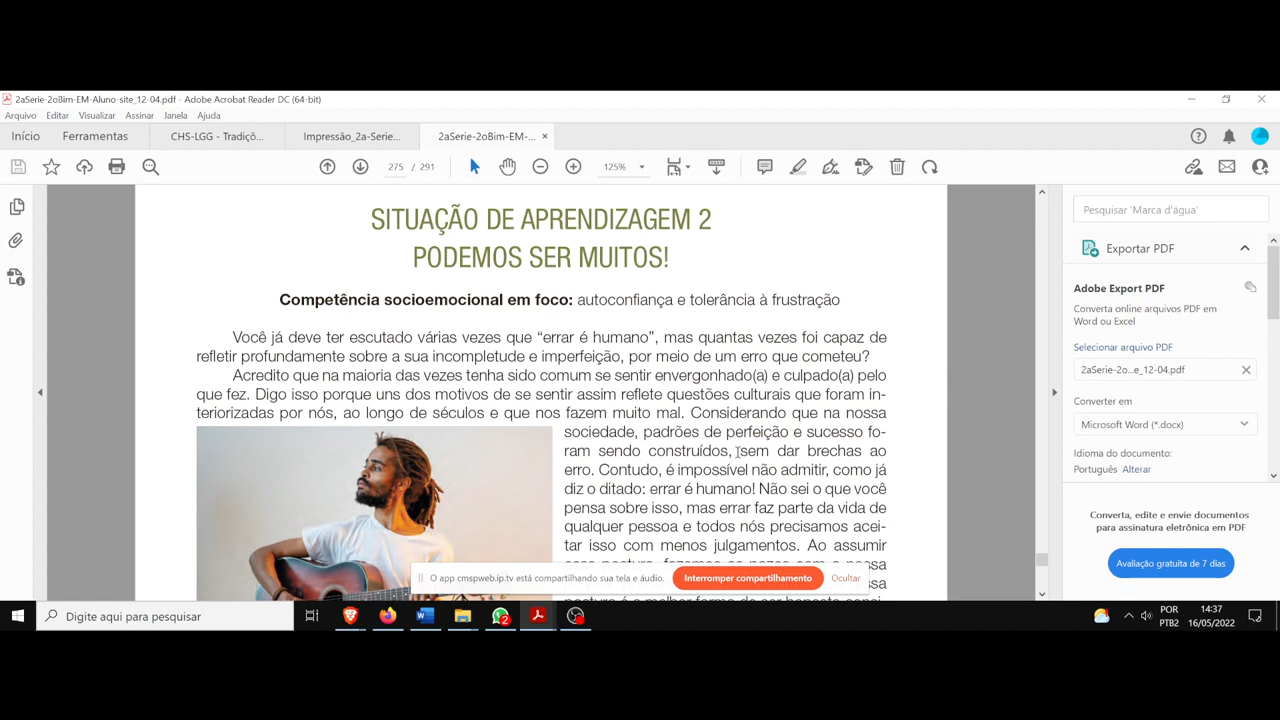 2aSerie-2oBim-EM-Aluno-site_12-04.pdf - Adobe Acrobat Reader DC (64-bit)
Arquivo Editar Visualizar Assinar Janela Ajuda
Início Ferramentas CHS-LGG - Tradiçõ... Impressão_2a-Serie... 2aSerie-2oBim-EM-... ×
275 / 291 125%
SITUAÇÃO DE APRENDIZAGEM 2
PODEMOS SER MUITOS!
Competência socioemocional em foco: autoconfiança e tolerância à frustração
Você já deve ter escutado várias vezes que “errar é humano”, mas quantas vezes foi capaz de
refletir profundamente sobre a sua incompletude e imperfeição, por meio de um erro que cometeu?
Acredito que na maioria das vezes tenha sido comum se sentir envergonhado(a) e culpado(a) pelo
que fez. Digo isso porque uns dos motivos de se sentir assim reflete questões culturais que foram in-
teriorizadas por nós, ao longo de séculos e que nos fazem muito mal. Considerando que na nossa
sociedade, padrões de perfeição e sucesso fo-
ram sendo construídos, sem dar brechas ao
erro. Contudo, é impossível não admitir, como já
diz o ditado: errar é humano! Não sei o que você
pensa sobre isso, mas errar faz parte da vida de
qualquer pessoa e todos nós precisamos acei-
tar isso com menos julgamentos. Ao assumir
Pesquisar 'Marca d'água'
Exportar PDF
Adobe Export PDF
Converta online arquivos PDF em
Word ou Excel
Selecionar arquivo PDF
2aSerie-2o...e_12-04.pdf
Converter em
Microsoft Word (*.docx)
Idioma do documento:
Português Alterar
Converta, edite e envie documentos
para assinatura eletrônica em PDF
Avaliação gratuita de 7 dias
O app cmspweb.ip.tv está compartilhando sua tela e áudio. Interromper compartilhamento Ocultar
Digite aqui para pesquisar
2
POR
PTB2
14:37
16/05/2022